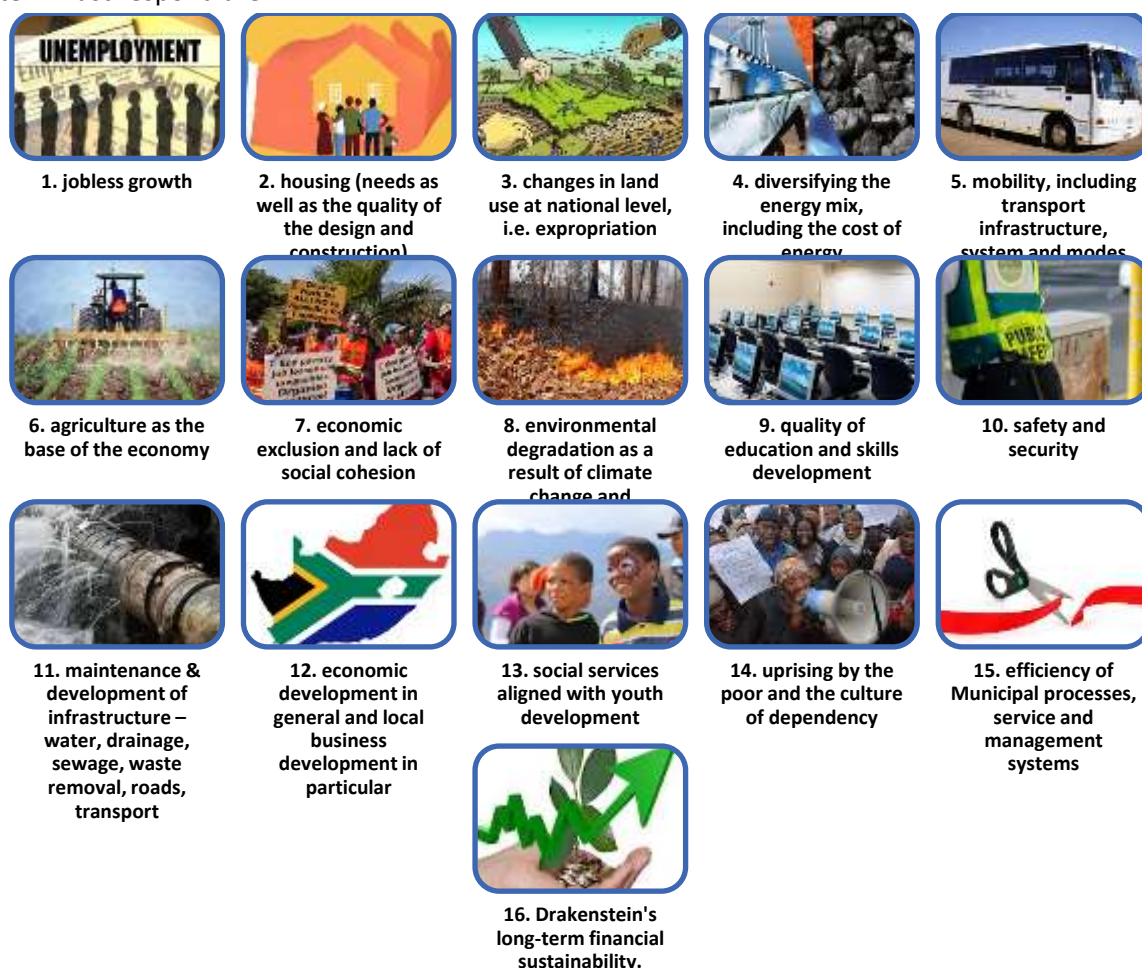 UNEMPLOYMENT
1. jobless growth
2. housing (needs as
well as the quality of
the design and
construction)
3. changes in land
use at national level,
i.e. expropriation
4. diversifying the
energy mix,
including the cost of
energy
5. mobility, including
transport
infrastructure,
system and modes
6. agriculture as the
base of the economy
7. economic
exclusion and lack of
social cohesion
8. environmental
degradation as a
result of climate
change and
9. quality of
education and skills
development
10. safety and
security
11. maintenance &
development of
infrastructure –
water, drainage,
sewage, waste
removal, roads,
transport
12. economic
development in
general and local
business
development in
particular
13. social services
aligned with youth
development
14. uprising by the
poor and the culture
of dependency
15. efficiency of
Municipal processes,
service and
management
systems
16. Drakenstein's
long-term financial
sustainability.